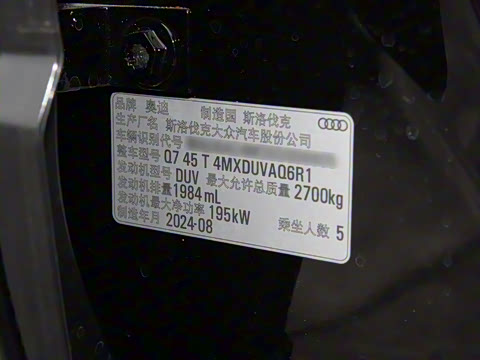 品牌 奥迪 制造国 斯洛伐克
生产厂名 斯洛伐克大众汽车股份公司
车辆识别代号
整车型号 Q7 45 T 4MXDUVAQ6R1
发动机型号 DUV 最大允许总质量 2700kg
发动机排量 1984 mL
发动机最大净功率 195kW
制造年月 2024-08 乘坐人数 5